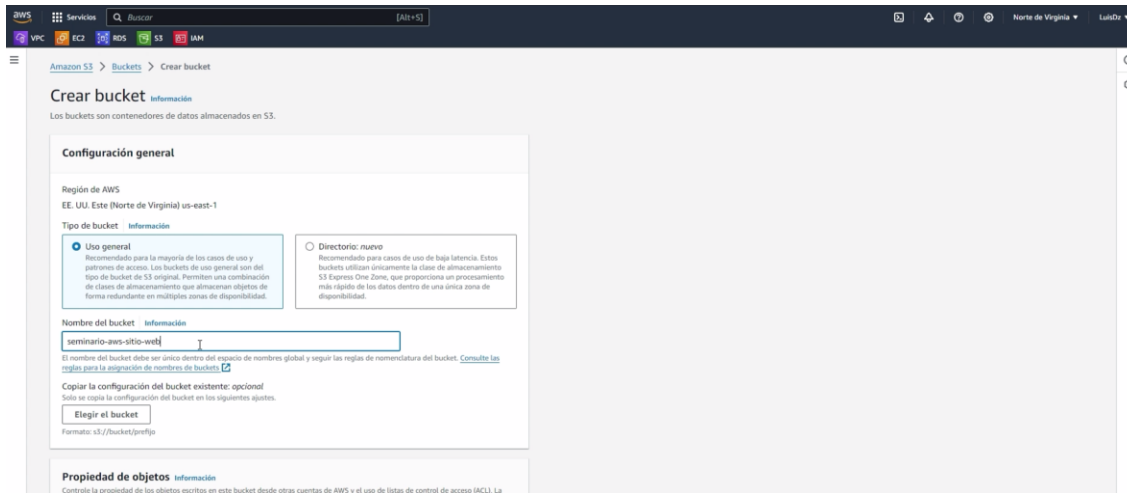 aws Servicios Buscar [Alt+S] Norte de Virginia LuisDz
VPC EC2 RDS S3 IAM
Amazon S3 > Buckets > Crear bucket
Crear bucket Información
Los buckets son contenedores de datos almacenados en S3.
Configuración general
Región de AWS
EE. UU. Este (Norte de Virginia) us-east-1
Tipo de bucket Información
Uso general
Recomendado para la mayoría de los casos de uso y
patrones de acceso. Los buckets de uso general son del
tipo de bucket de S3 original. Permiten una combinación
de clases de almacenamiento que almacenan objetos de
forma redundante en múltiples zonas de disponibilidad.
Directorio: nuevo
Recomendado para casos de uso de baja latencia. Estos
buckets utilizan únicamente la clase de almacenamiento
S3 Express One Zone, que proporciona un procesamiento
más rápido de los datos dentro de una única zona de
disponibilidad.
Nombre del bucket Información
seminario-aws-sitio-web
El nombre del bucket debe ser único dentro del espacio de nombres global y seguir las reglas de nomenclatura del bucket. Consulte las
reglas para la asignación de nombres de buckets
Copiar la configuración del bucket existente: opcional
Solo se copia la configuración del bucket en los siguientes ajustes.
Elegir el bucket
Formato: s3://bucket/prefijo
Propiedad de objetos Información
Controle la propiedad de los objetos escritos en este bucket desde otras cuentas de AWS y el uso de listas de control de acceso (ACL). La